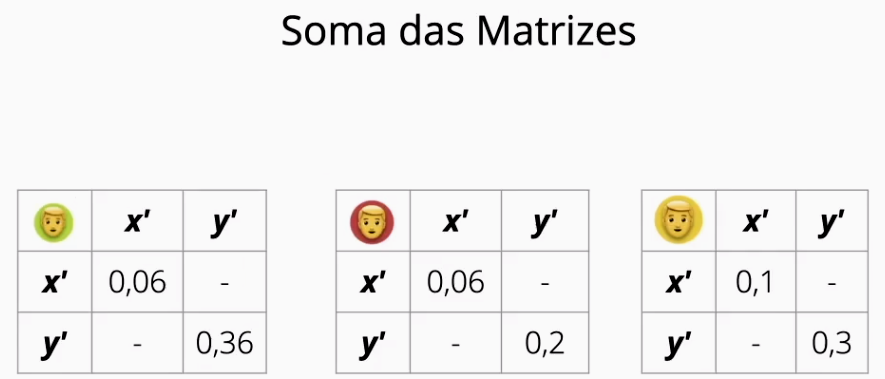 Soma das Matrizes
x' y' x' y' x' y'
x' 0,06 - x' 0,06 - x' 0,1 -
y' - 0,36 y' - 0,2 y' - 0,3